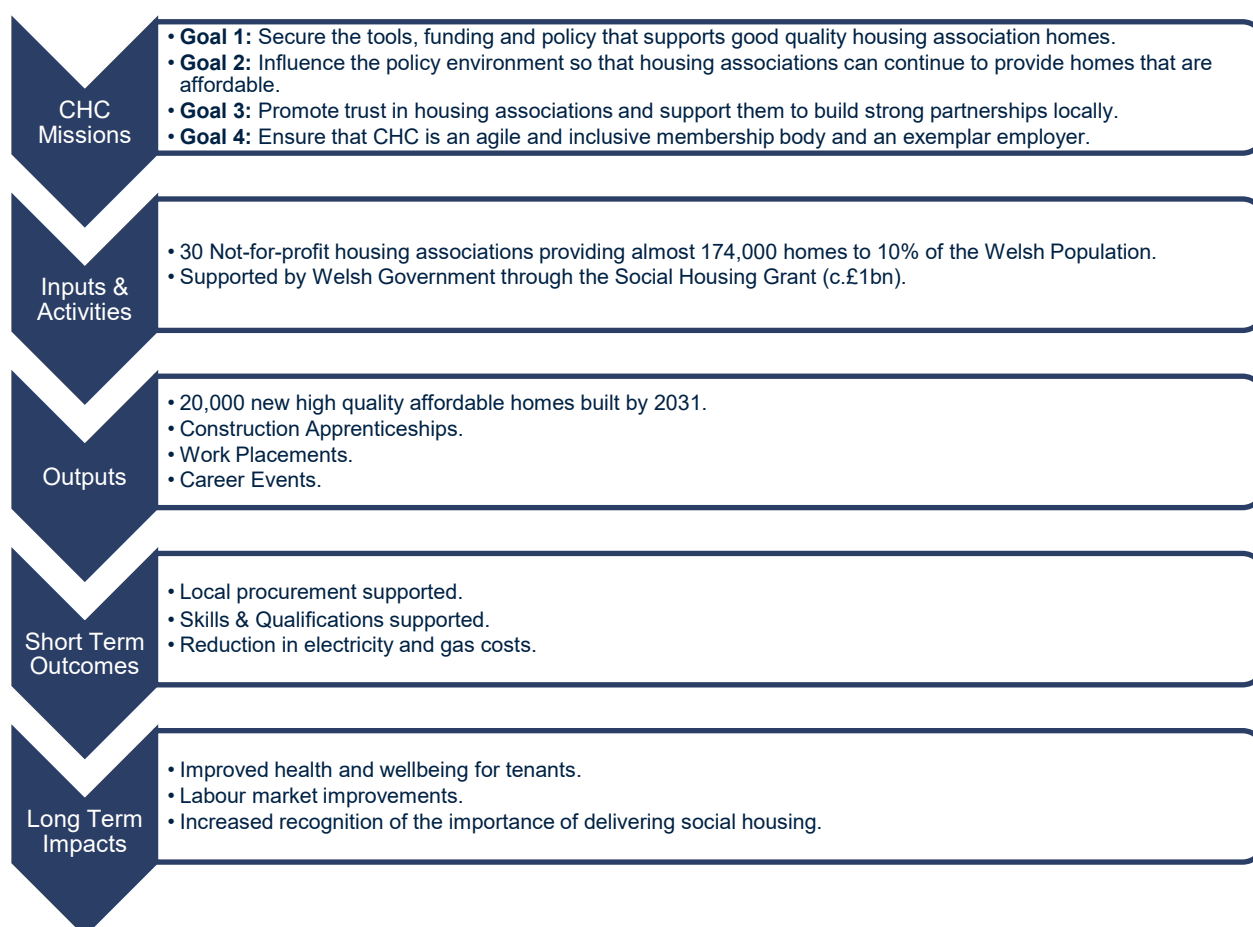 CHC
Missions
• Goal 1: Secure the tools, funding and policy that supports good quality housing association homes.
• Goal 2: Influence the policy environment so that housing associations can continue to provide homes that are
affordable.
• Goal 3: Promote trust in housing associations and support them to build strong partnerships locally.
• Goal 4: Ensure that CHC is an agile and inclusive membership body and an exemplar employer.
Inputs &
Activities
• 30 Not-for-profit housing associations providing almost 174,000 homes to 10% of the Welsh Population.
• Supported by Welsh Government through the Social Housing Grant (c.£1bn).
Outputs
• 20,000 new high quality affordable homes built by 2031.
• Construction Apprenticeships.
• Work Placements.
• Career Events.
Short Term
Outcomes
• Local procurement supported.
• Skills & Qualifications supported.
• Reduction in electricity and gas costs.
Long Term
Impacts
• Improved health and wellbeing for tenants.
• Labour market improvements.
• Increased recognition of the importance of delivering social housing.